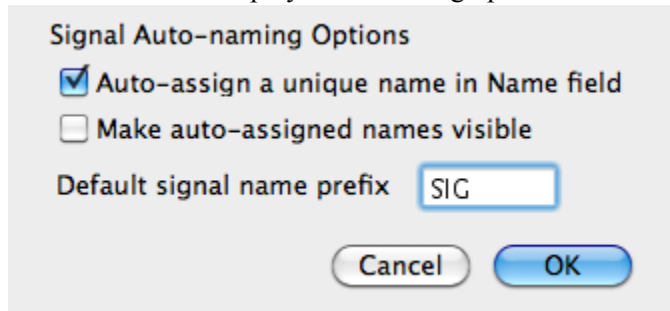 Signal Auto-naming Options
Auto-assign a unique name in Name field
Make auto-assigned names visible
Default signal name prefix SIG
Cancel OK